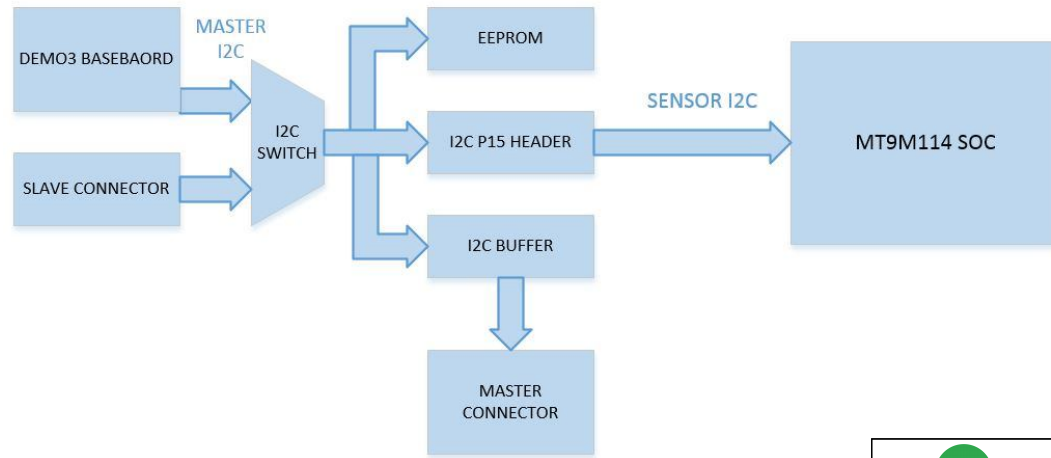 DEMO3 BASEBAORD
MASTER
I2C
EEPROM
I2C
SWITCH
I2C P15 HEADER
SENSOR I2C
MT9M114 SOC
SLAVE CONNECTOR
I2C BUFFER
MASTER
CONNECTOR